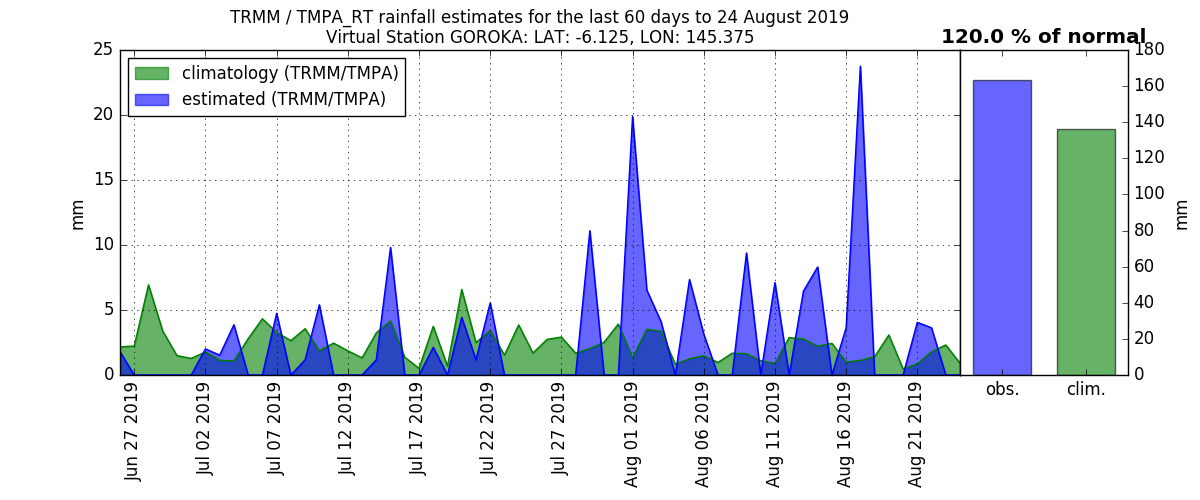 TRMM / TMPA_RT rainfall estimates for the last 60 days to 24 August 2019
Virtual Station GOROKA: LAT: -6.125, LON: 145.375
120.0 % of normal
climatology (TRMM/TMPA)
estimated (TRMM/TMPA)
25
20
15
10
5
0
mm
180
160
140
120
100
80
60
40
20
0
mm
obs.
clim.
Jun 27 2019
Jul 02 2019
Jul 07 2019
Jul 12 2019
Jul 17 2019
Jul 22 2019
Jul 27 2019
Aug 01 2019
Aug 06 2019
Aug 11 2019
Aug 16 2019
Aug 21 2019